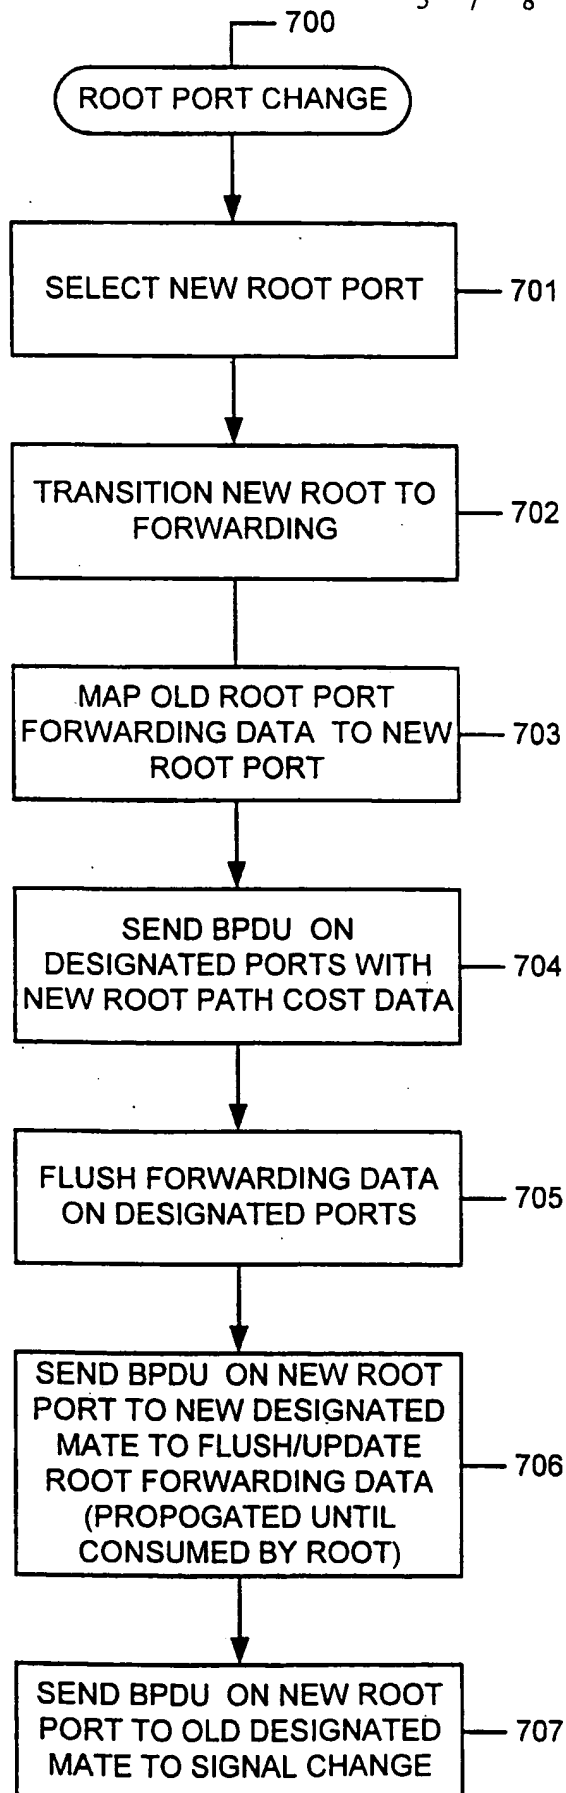 700
ROOT PORT CHANGE
SELECT NEW ROOT PORT
701
TRANSITION NEW ROOT TO
FORWARDING
702
MAP OLD ROOT PORT
FORWARDING DATA TO NEW
ROOT PORT
703
SEND BPDU ON
DESIGNATED PORTS WITH
NEW ROOT PATH COST DATA
704
FLUSH FORWARDING DATA
ON DESIGNATED PORTS
705
SEND BPDU ON NEW ROOT
PORT TO NEW DESIGNATED
MATE TO FLUSH/UPDATE
ROOT FORWARDING DATA
(PROPOGATED UNTIL
CONSUMED BY ROOT)
706
SEND BPDU ON NEW ROOT
PORT TO OLD DESIGNATED
MATE TO SIGNAL CHANGE
707